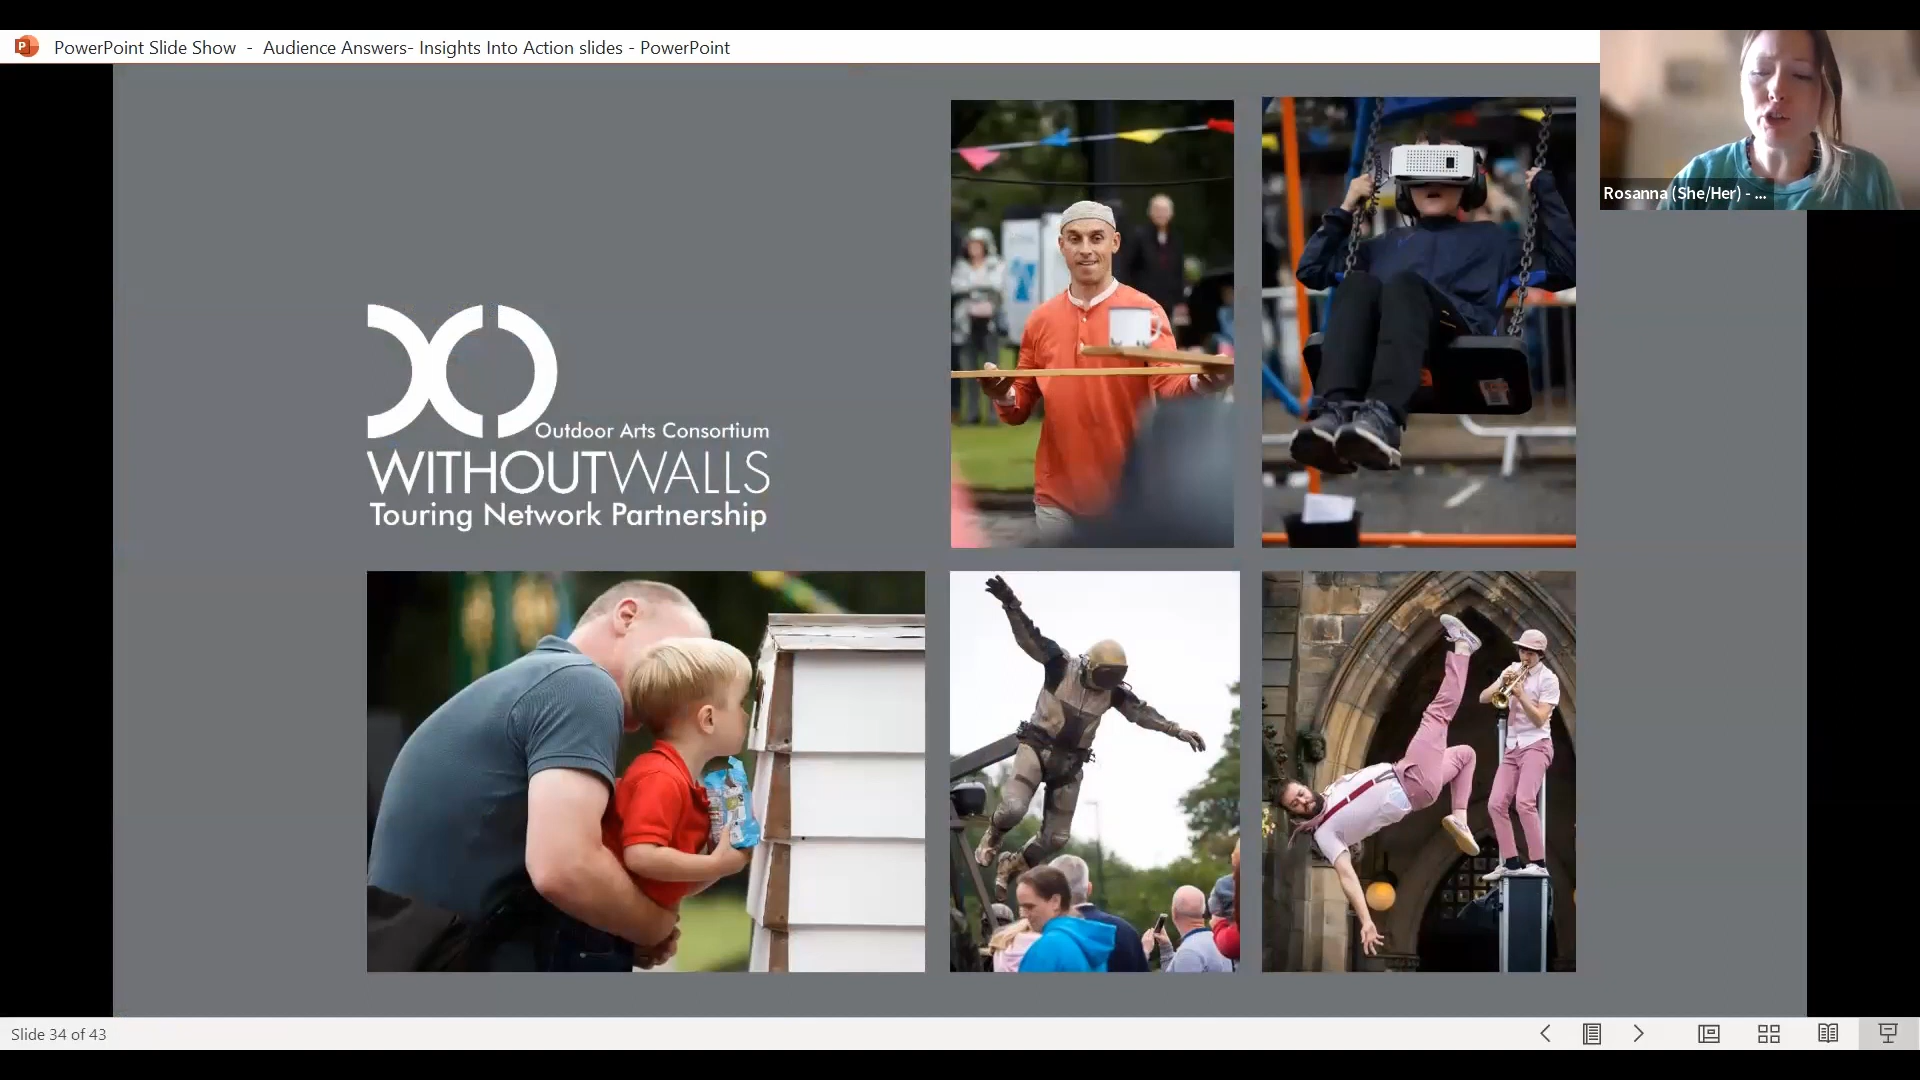 PowerPoint Slide Show - Audience Answers- Insights Into Action slides - PowerPoint
Rosanna (She/Her) - ...
Outdoor Arts Consortium
WITHOUTWALLS
Touring Network Partnership
Slide 34 of 43